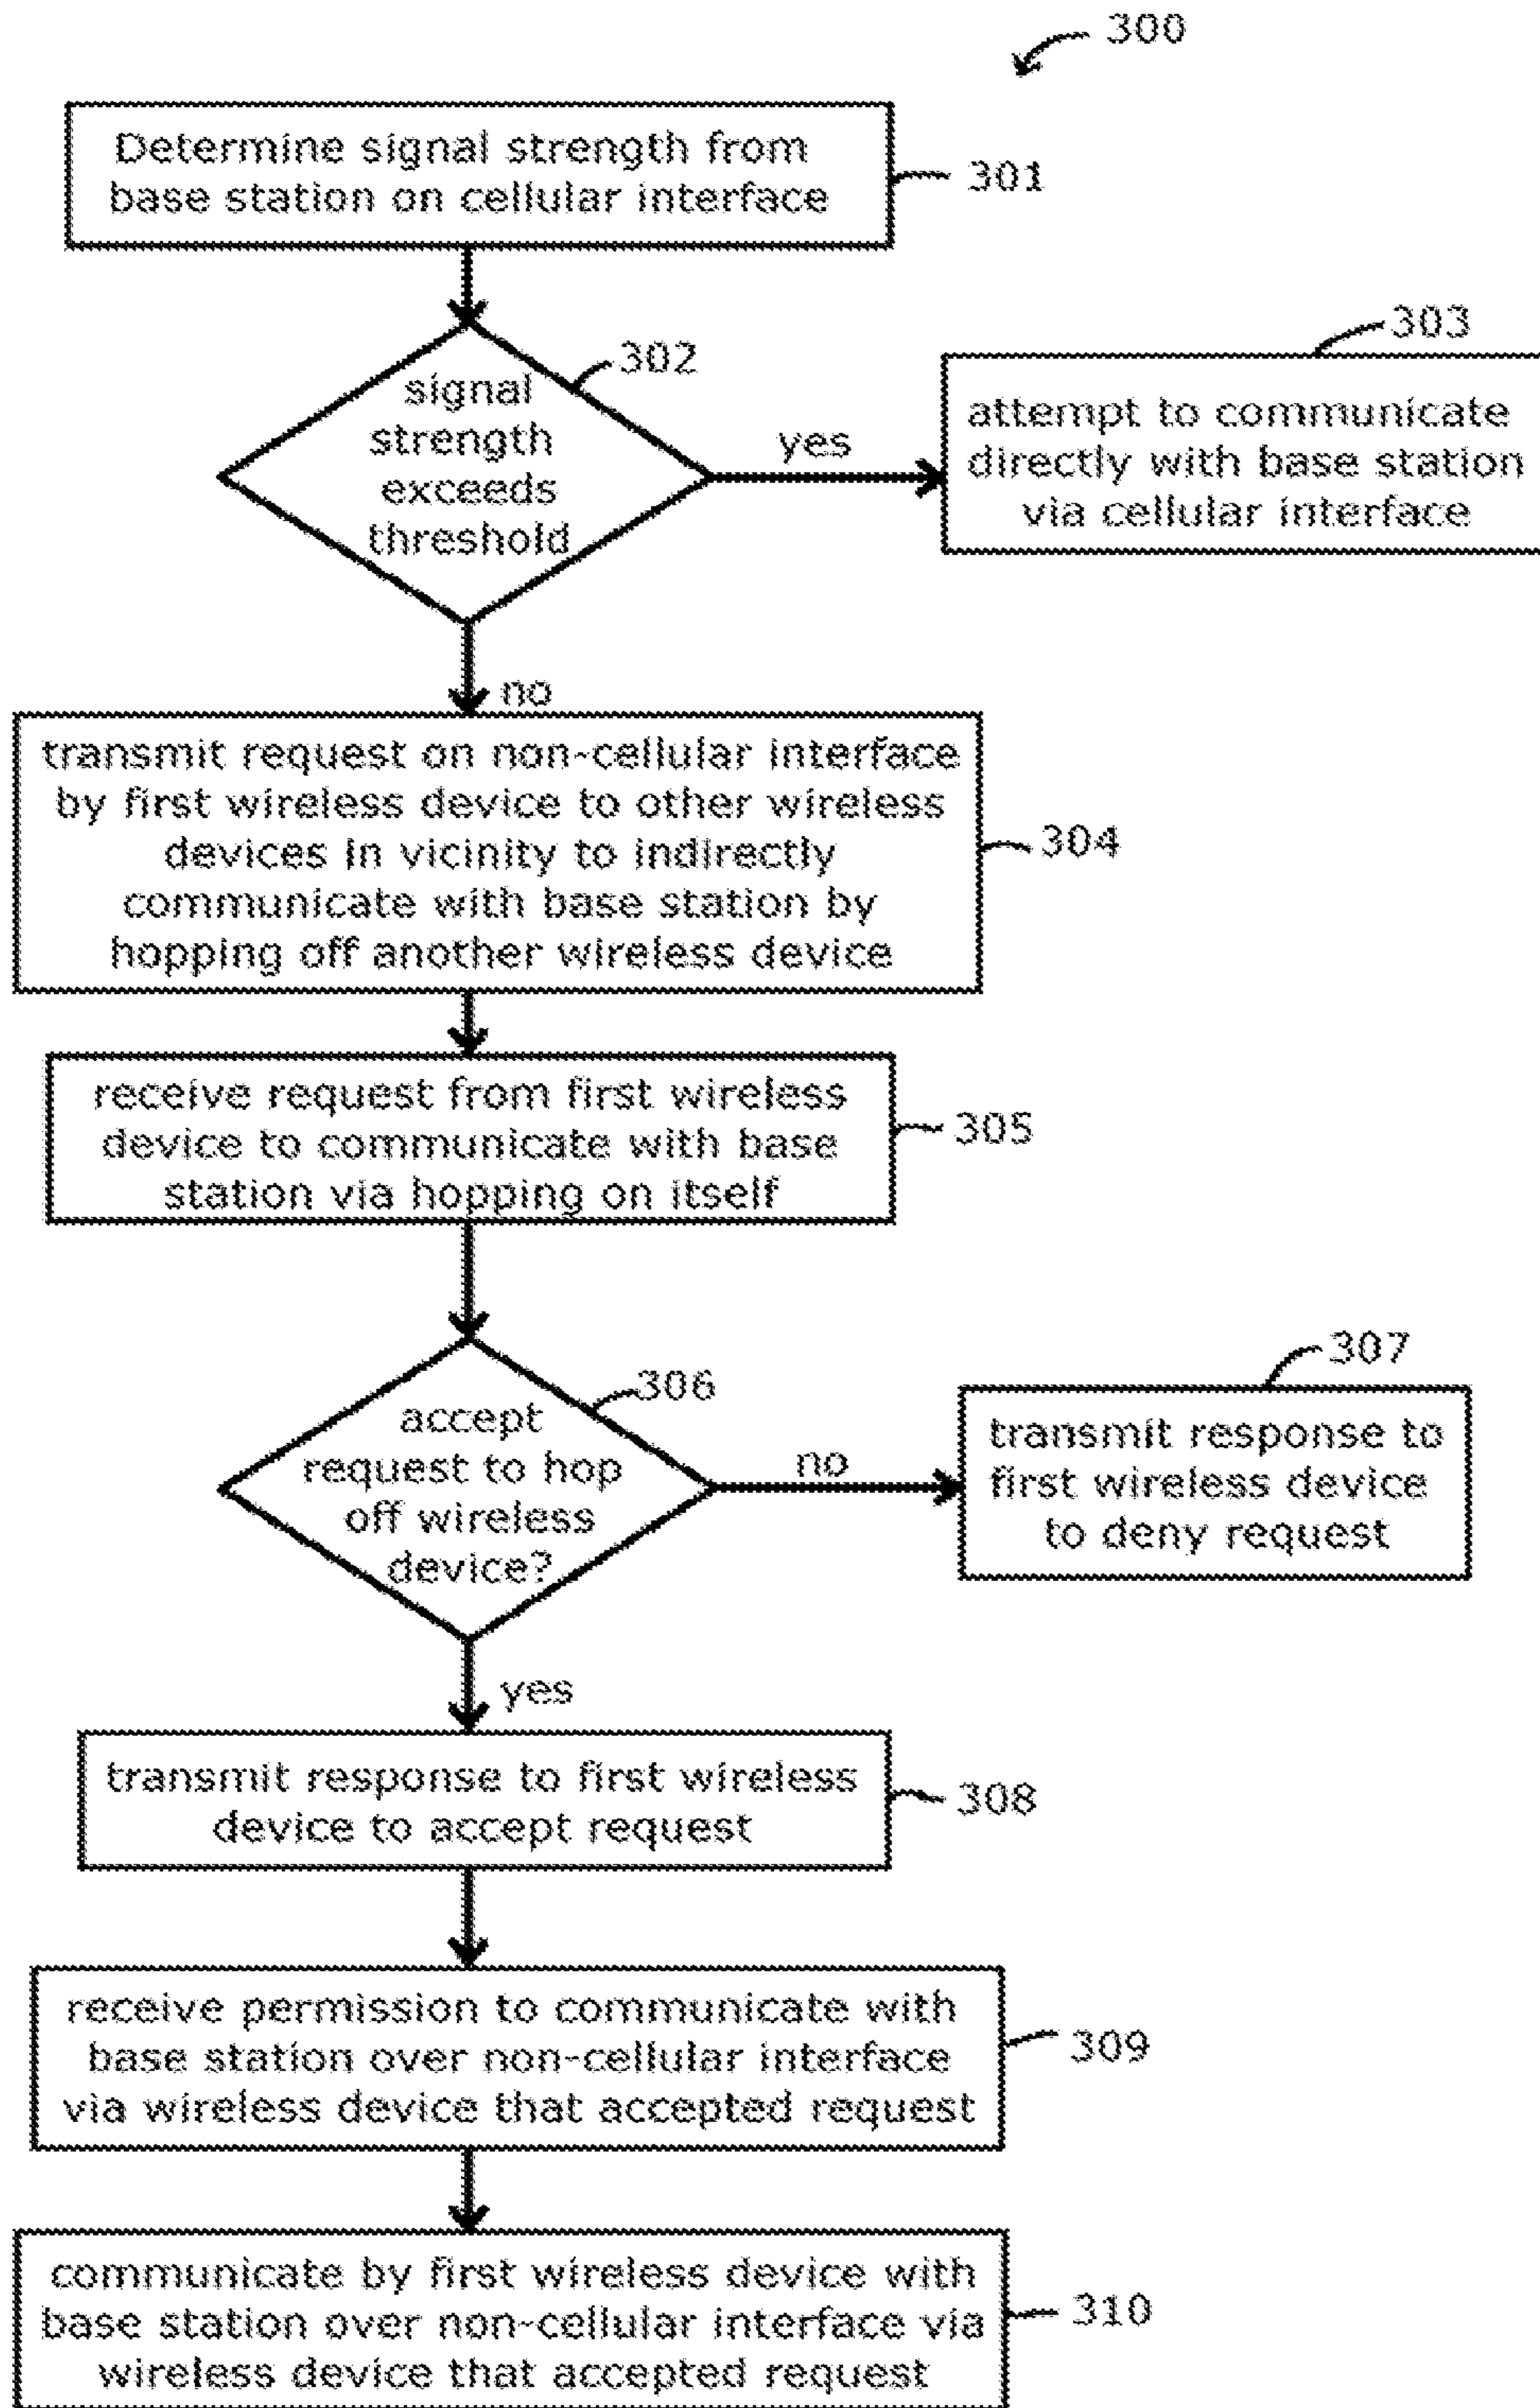 300
Determine signal strength from
base station on cellular interface
301
302
signal
strength
exceeds
threshold
yes
303
attempt to communicate
directly with base station
via cellular interface
no
transmit request on non-cellular interface
by first wireless device to other wireless
devices in vicinity to indirectly
communicate with base station by
hopping off another wireless device
304
receive request from first wireless
device to communicate with base
station via hopping on itself
305
306
accept
request to hop
off wireless
device?
no
307
transmit response to
first wireless device
to deny request
yes
transmit response to first wireless
device to accept request
308
receive permission to communicate with
base station over non-cellular interface
via wireless device that accepted request
309
communicate by first wireless device with
base station over non-cellular interface via
wireless device that accepted request
310